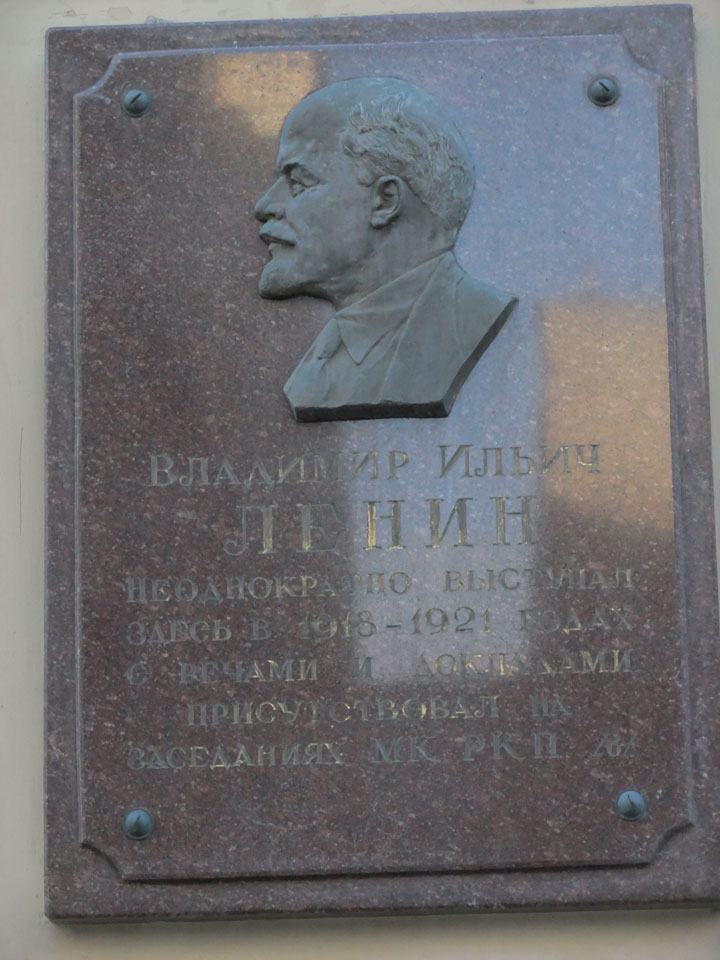 Владимир Ильич
ЛЕНИН
НЕОДНОКРАТНО ВЫСТУПАЛ
ЗДЕСЬ В 1918-1921 ГОДАХ
С РЕЧАМИ И ДОКЛАДАМИ
ПРИСУТСТВОВАЛ НА
ЗАСЕДАНИЯХ МК РКП /б/